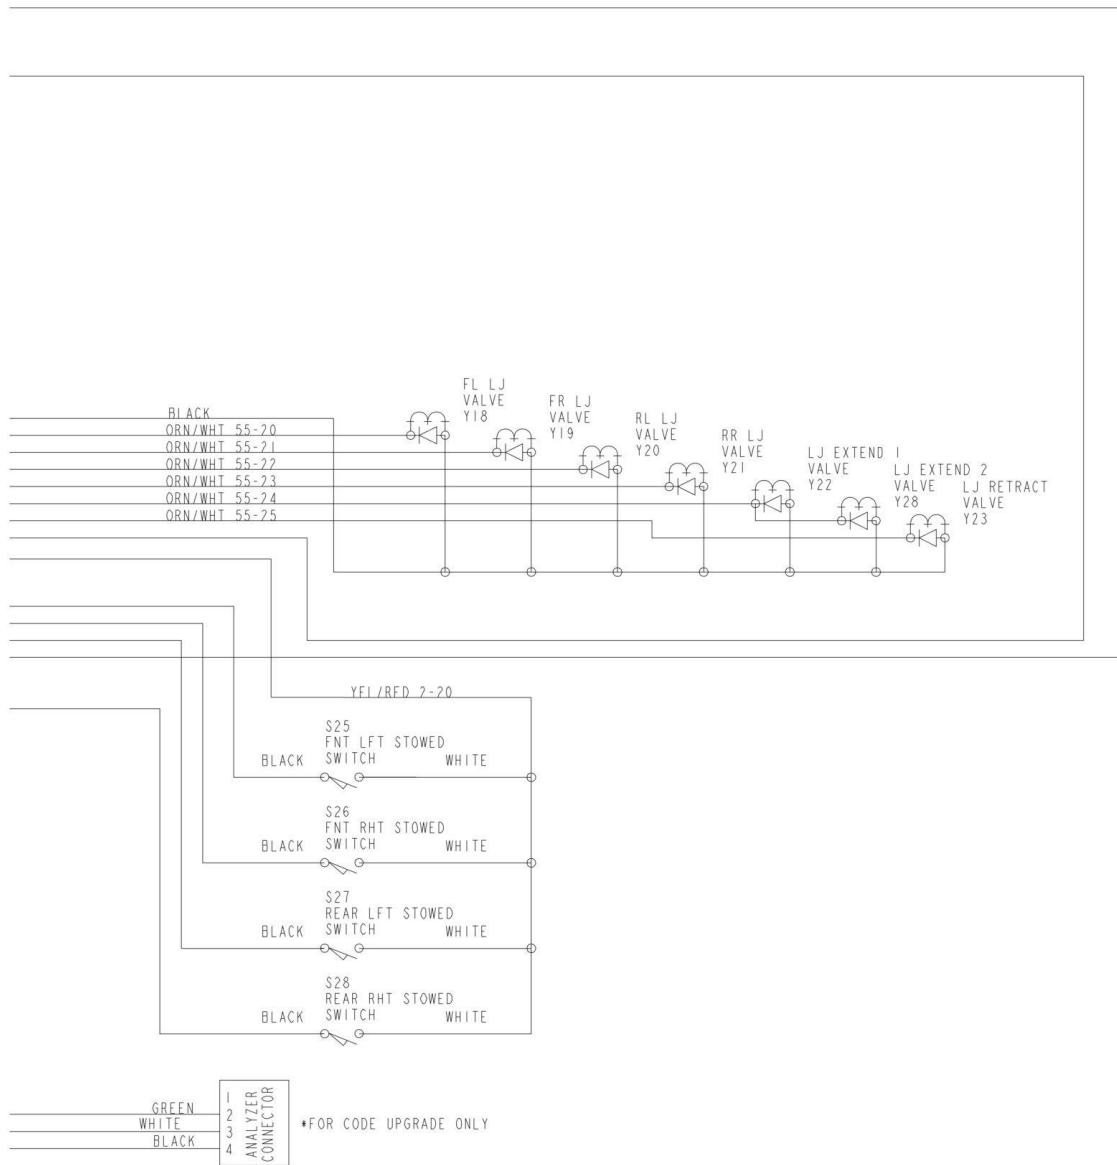 FL LJ
VALVE
Y18
FR LJ
VALVE
Y19
RL LJ
VALVE
Y20
RR LJ
VALVE
Y21
LJ EXTEND 1
VALVE
Y22
LJ EXTEND 2
VALVE
Y28
LJ RETRACT
VALVE
Y23
BLACK
ORN/WHT 55-20
ORN/WHT 55-21
ORN/WHT 55-22
ORN/WHT 55-23
ORN/WHT 55-24
ORN/WHT 55-25
YEL/RED 2-20
S25
FNT LFT STOWED
SWITCH
BLACK
WHITE
S26
FNT RHT STOWED
SWITCH
BLACK
WHITE
S27
REAR LFT STOWED
SWITCH
BLACK
WHITE
S28
REAR RHT STOWED
SWITCH
BLACK
WHITE
GREEN
WHITE
BLACK
1
2
3
4
ANALYZER
CONNECTOR
*FOR CODE UPGRADE ONLY